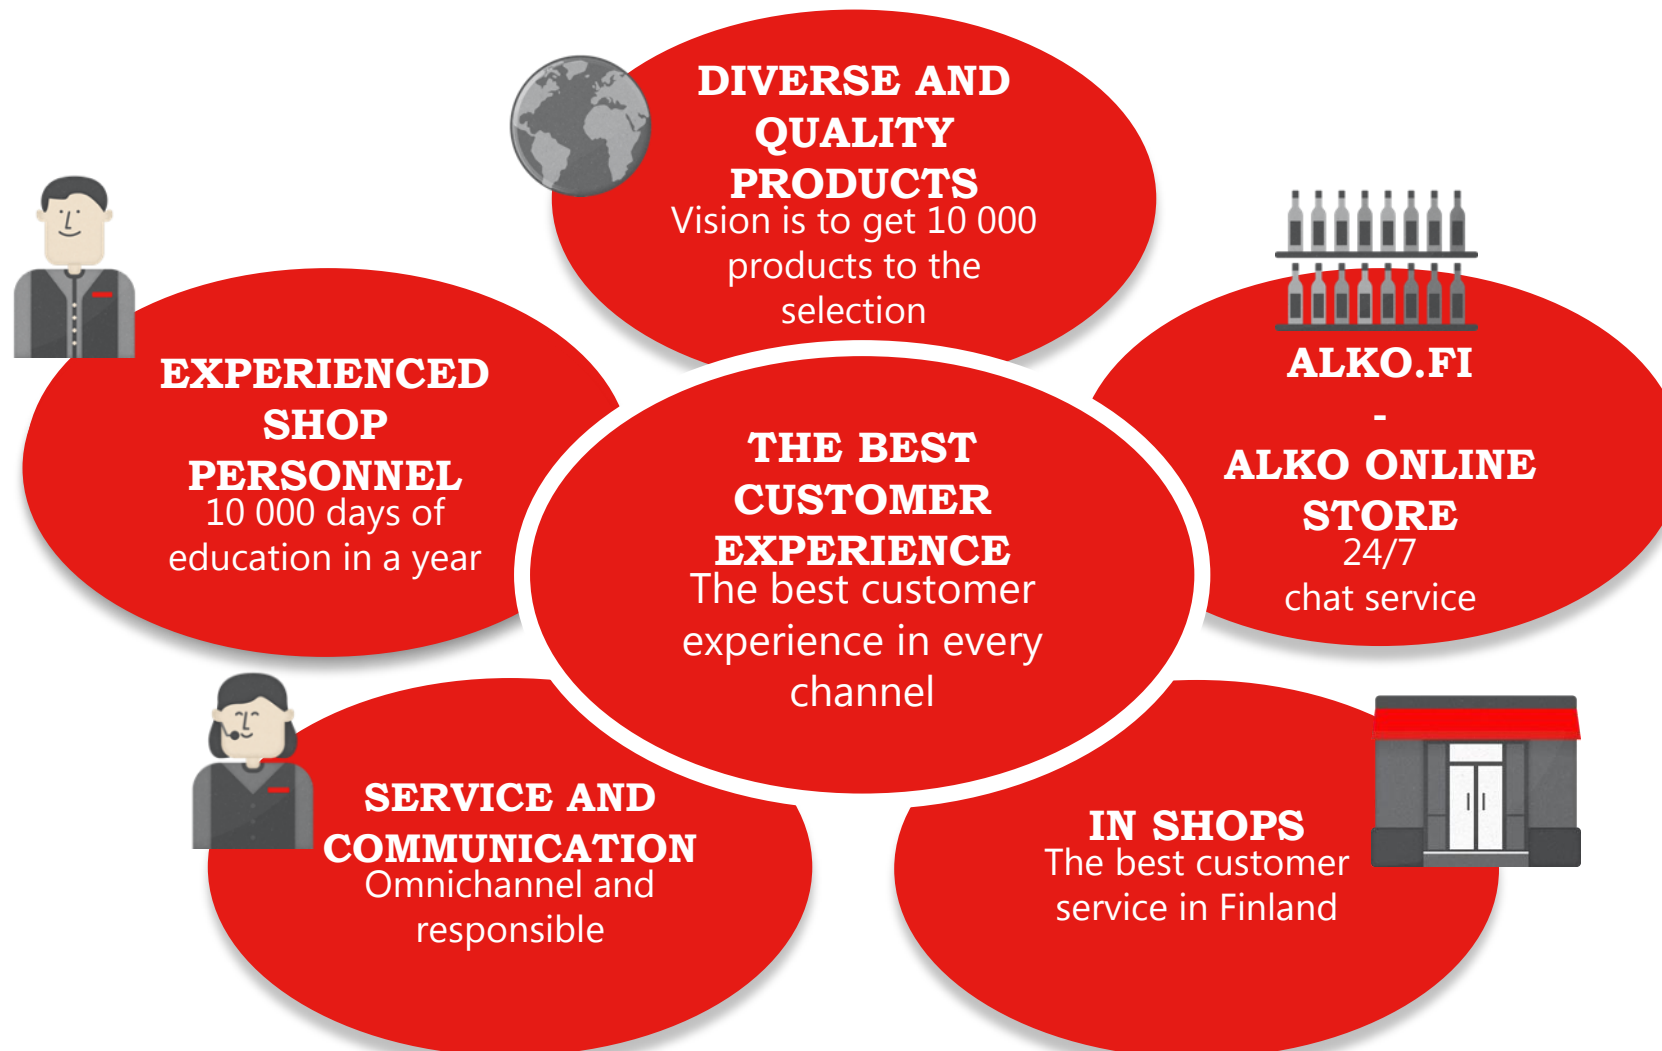 DIVERSE AND
QUALITY
PRODUCTS
Vision is to get 10 000
products to the
selection
EXPERIENCED
SHOP
PERSONNEL
10 000 days of
education in a year
THE BEST
CUSTOMER
EXPERIENCE
The best customer
experience in every
channel
ALKO.FI
-
ALKO ONLINE
STORE
24/7
chat service
SERVICE AND
COMMUNICATION
Omnichannel and
responsible
IN SHOPS
The best customer
service in Finland